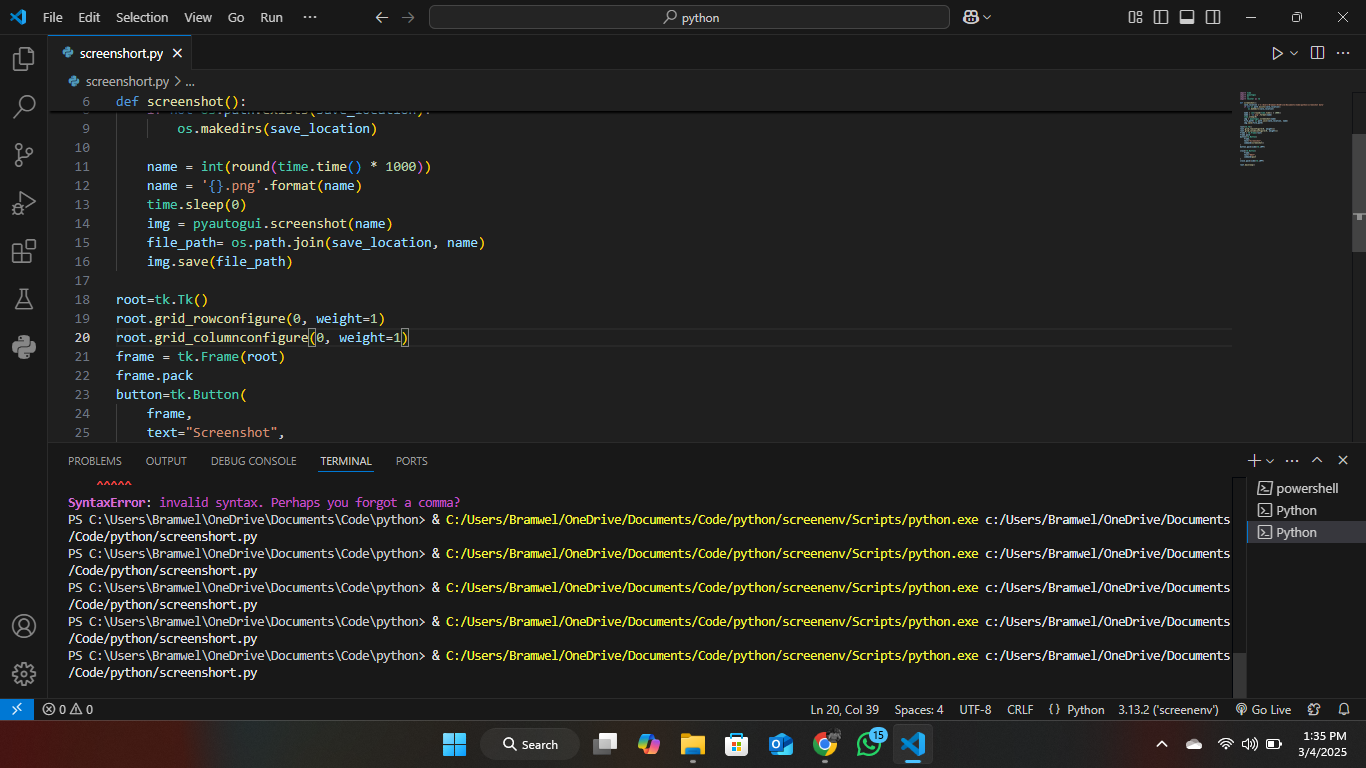 File Edit Selection View Go Run ··· python
screenshort.py
screenshort.py > ...
6 def screenshot():
9 os.makedirs(save_location)
10
11 name = int(round(time.time() * 1000))
12 name = '{}.png'.format(name)
13 time.sleep(0)
14 img = pyautogui.screenshot(name)
15 file_path= os.path.join(save_location, name)
16 img.save(file_path)
17
18 root=tk.Tk()
19 root.grid_rowconfigure(0, weight=1)
20 root.grid_columnconfigure(0, weight=1)
21 frame = tk.Frame(root)
22 frame.pack
23 button=tk.Button(
24 frame,
25 text="Screenshot",
PROBLEMS OUTPUT DEBUG CONSOLE TERMINAL PORTS
^^^^^
SyntaxError: invalid syntax. Perhaps you forgot a comma?
PS C:\Users\Bramwel\OneDrive\Documents\Code\python> & C:/Users/Bramwel/OneDrive/Documents/Code/python/screenenv/Scripts/python.exe c:/Users/Bramwel/OneDrive/Documents
/Code/python/screenshort.py
PS C:\Users\Bramwel\OneDrive\Documents\Code\python> & C:/Users/Bramwel/OneDrive/Documents/Code/python/screenenv/Scripts/python.exe c:/Users/Bramwel/OneDrive/Documents
/Code/python/screenshort.py
PS C:\Users\Bramwel\OneDrive\Documents\Code\python> & C:/Users/Bramwel/OneDrive/Documents/Code/python/screenenv/Scripts/python.exe c:/Users/Bramwel/OneDrive/Documents
/Code/python/screenshort.py
PS C:\Users\Bramwel\OneDrive\Documents\Code\python> & C:/Users/Bramwel/OneDrive/Documents/Code/python/screenenv/Scripts/python.exe c:/Users/Bramwel/OneDrive/Documents
/Code/python/screenshort.py
PS C:\Users\Bramwel\OneDrive\Documents\Code\python> & C:/Users/Bramwel/OneDrive/Documents/Code/python/screenenv/Scripts/python.exe c:/Users/Bramwel/OneDrive/Documents
/Code/python/screenshort.py
powershell
Python
Python
0 0 Ln 20, Col 39 Spaces: 4 UTF-8 CRLF {} Python 3.13.2 ('screenenv') Go Live
Search 15 1:35 PM
3/4/2025